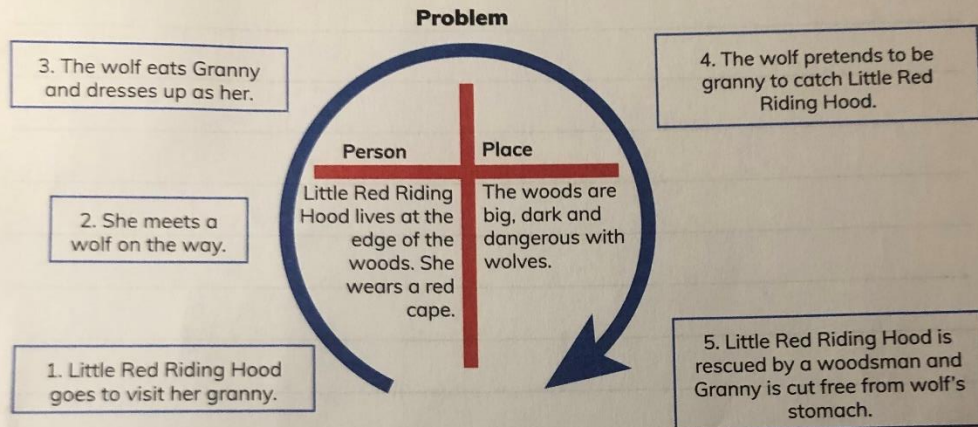 Problem
3. The wolf eats Granny
and dresses up as her.
4. The wolf pretends to be
granny to catch Little Red
Riding Hood.
Person
Place
Little Red Riding
Hood lives at the
edge of the
woods. She
wears a red
cape.
The woods are
big, dark and
dangerous with
wolves.
2. She meets a
wolf on the way.
1. Little Red Riding Hood
goes to visit her granny.
5. Little Red Riding Hood is
rescued by a woodsman and
Granny is cut free from wolf's
stomach.